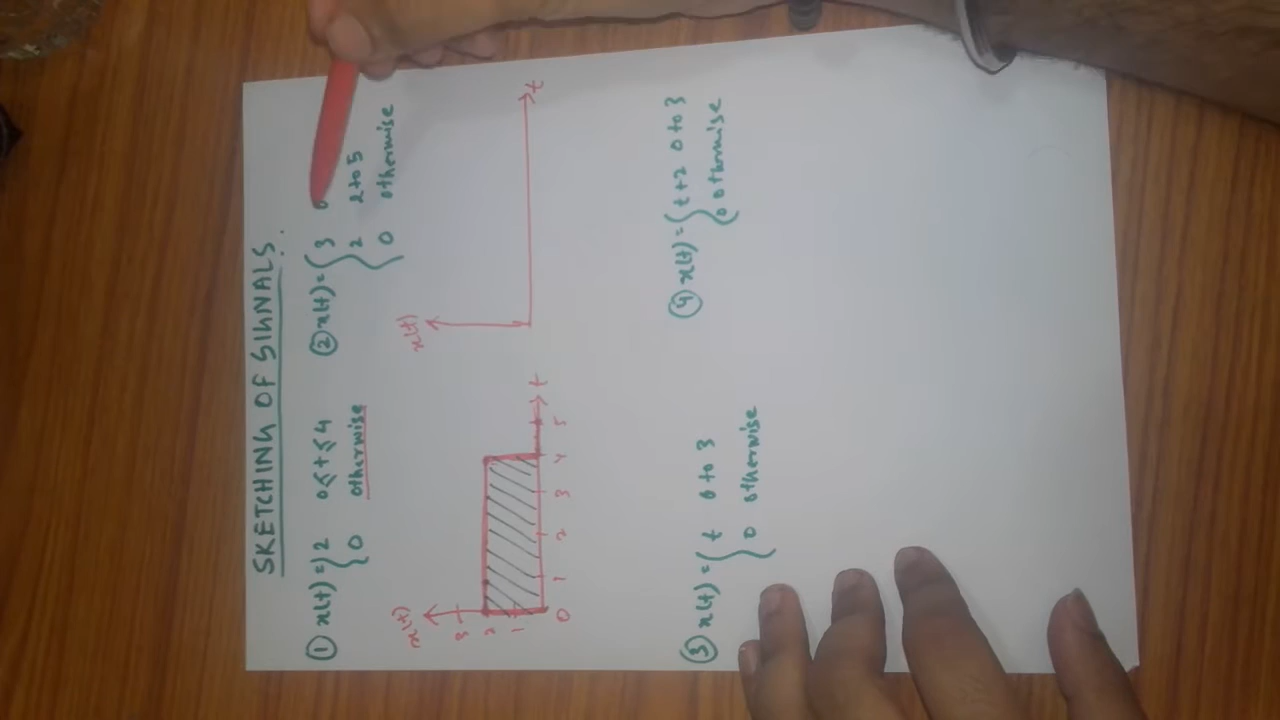 SKETCHING OF SIGNALS:
① x(t) = { 2 0≤t≤4
0 otherwise
② x(t) = { 3 0
2 2 to 5
0 otherwise
x(t)
3
2
1
0 1 2 3 4 5 t
x(t)
t
③ x(t) = { t 0 to 3
0 otherwise
④ x(t) = { t+2 0 to 3
0 otherwise